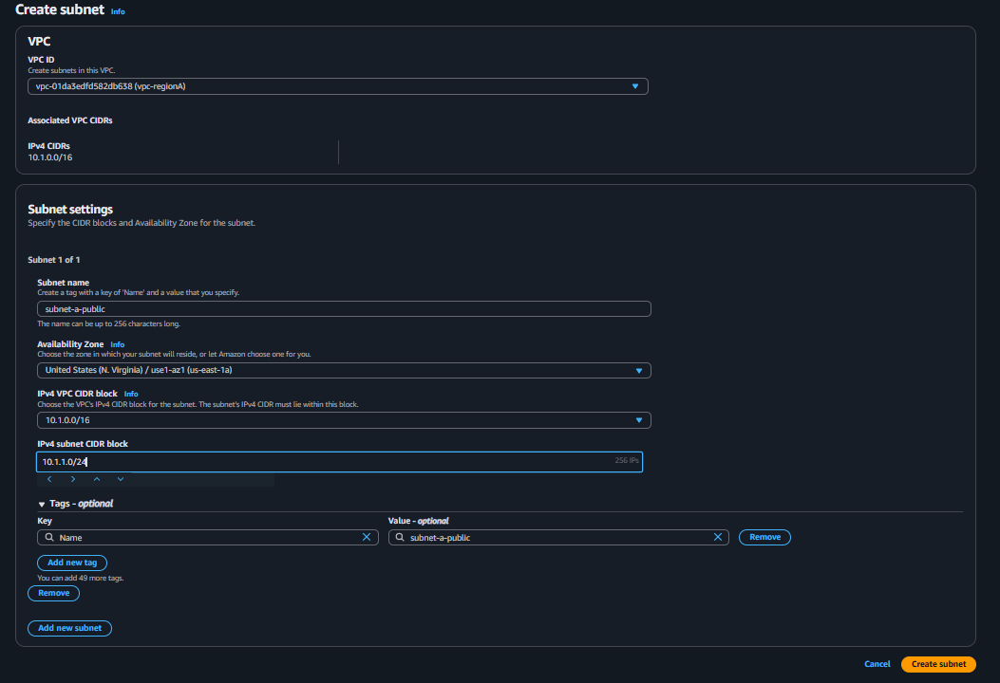 Create subnet Info
VPC
VPC ID
Create subnets in this VPC.
vpc-01da3edfd582db638 (vpc-regionA)
Associated VPC CIDRs
IPv4 CIDRs
10.1.0.0/16
Subnet settings
Specify the CIDR blocks and Availability Zone for the subnet.
Subnet 1 of 1
Subnet name
Create a tag with a key of 'Name' and a value that you specify.
subnet-a-public
The name can be up to 256 characters long.
Availability Zone Info
Choose the zone in which your subnet will reside, or let Amazon choose one for you.
United States (N. Virginia) / use1-az1 (us-east-1a)
IPv4 VPC CIDR block Info
Choose the VPC's IPv4 CIDR block for the subnet. The subnet's IPv4 CIDR must lie within this block.
10.1.0.0/16
IPv4 subnet CIDR block
10.1.1.0/24 256 IPs
Tags - optional
Key Value - optional
Name subnet-a-public Remove
Add new tag
You can add 49 more tags.
Remove
Add new subnet
Cancel Create subnet